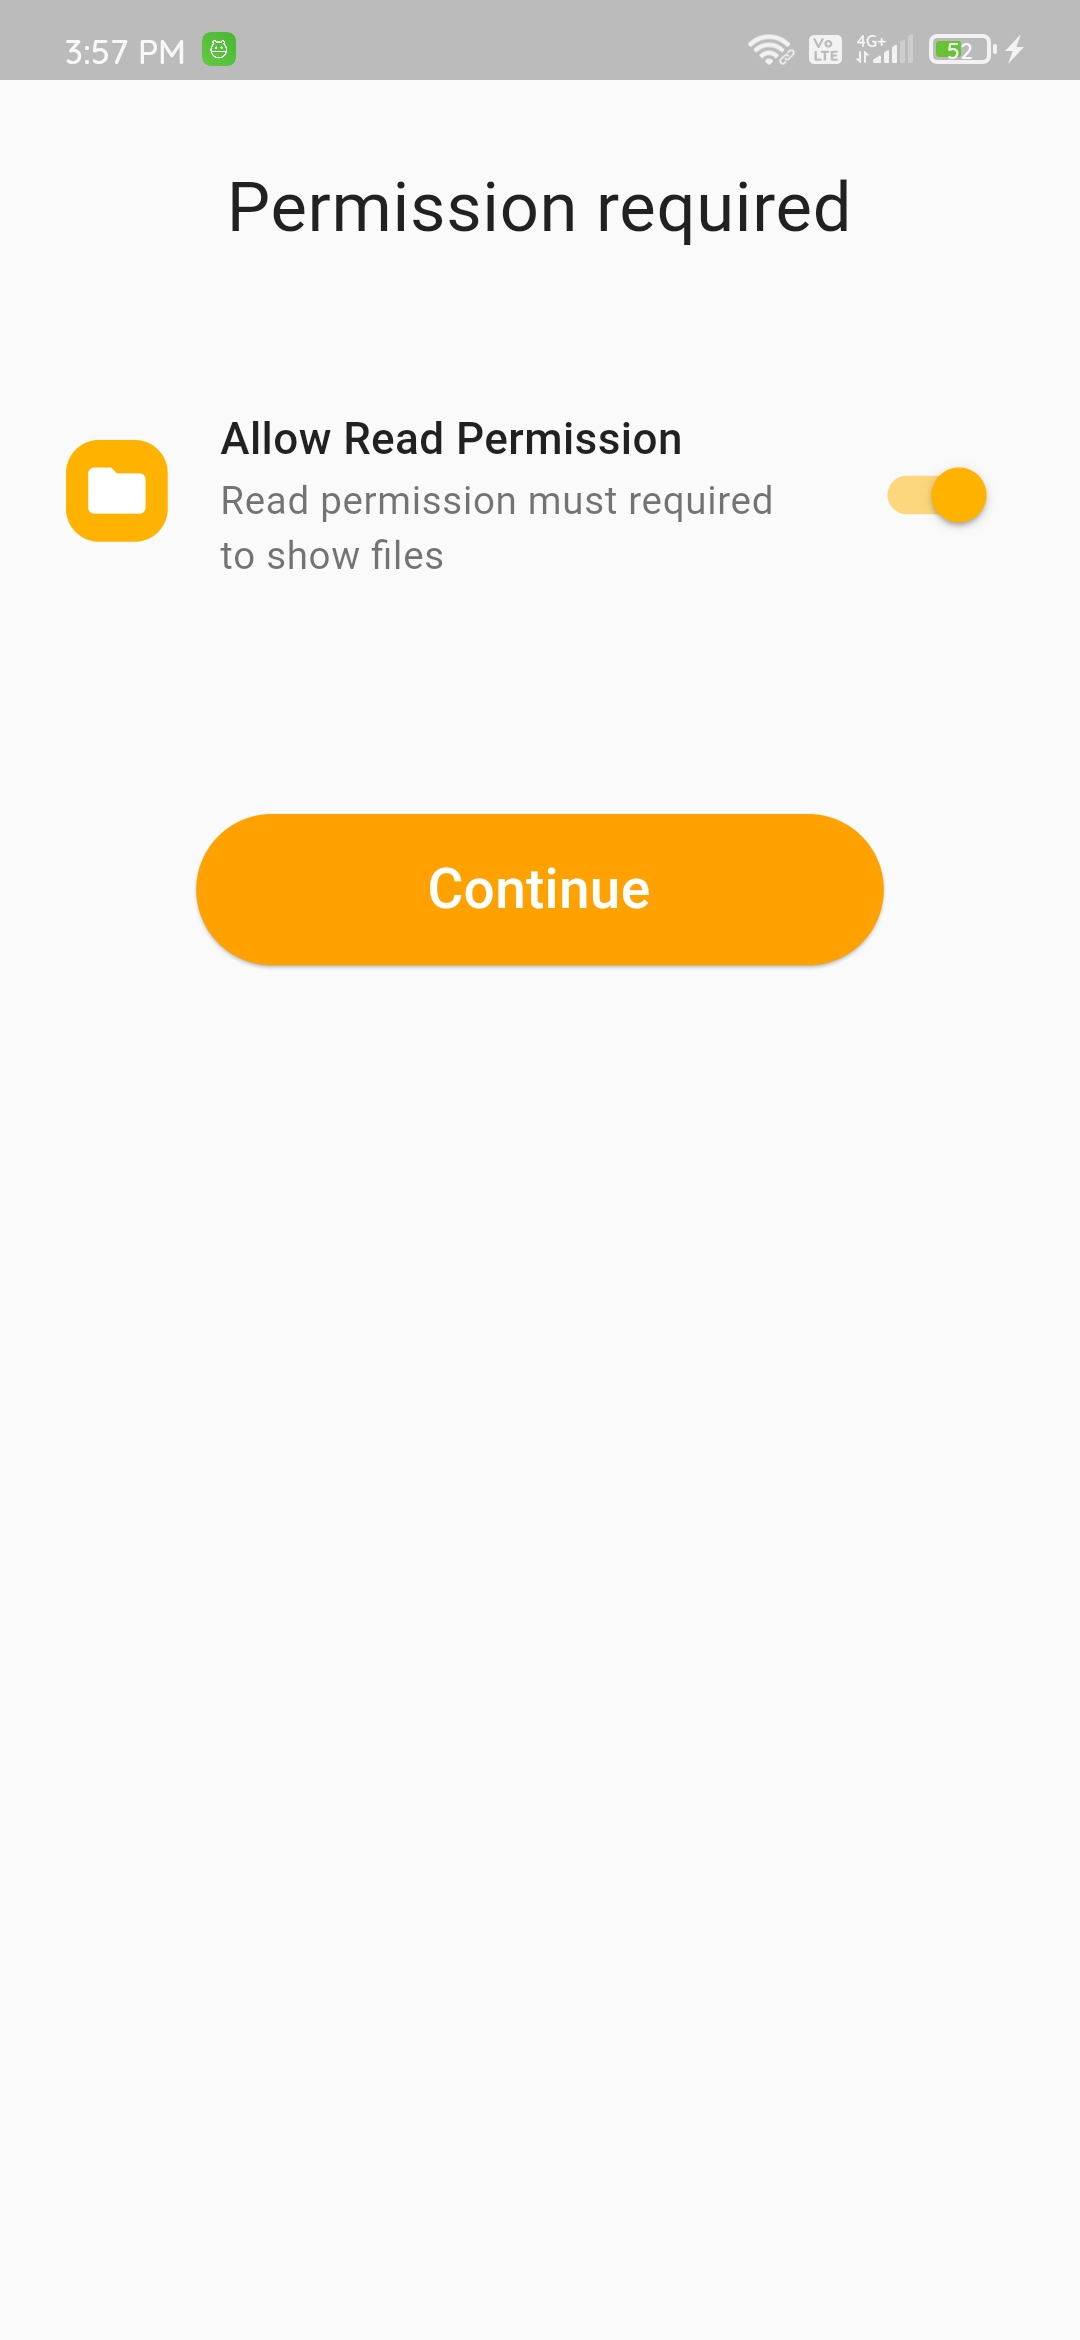 3:57 PM
Vo LTE 4G+ 52
Permission required
Allow Read Permission
Read permission must required
to show files
Continue